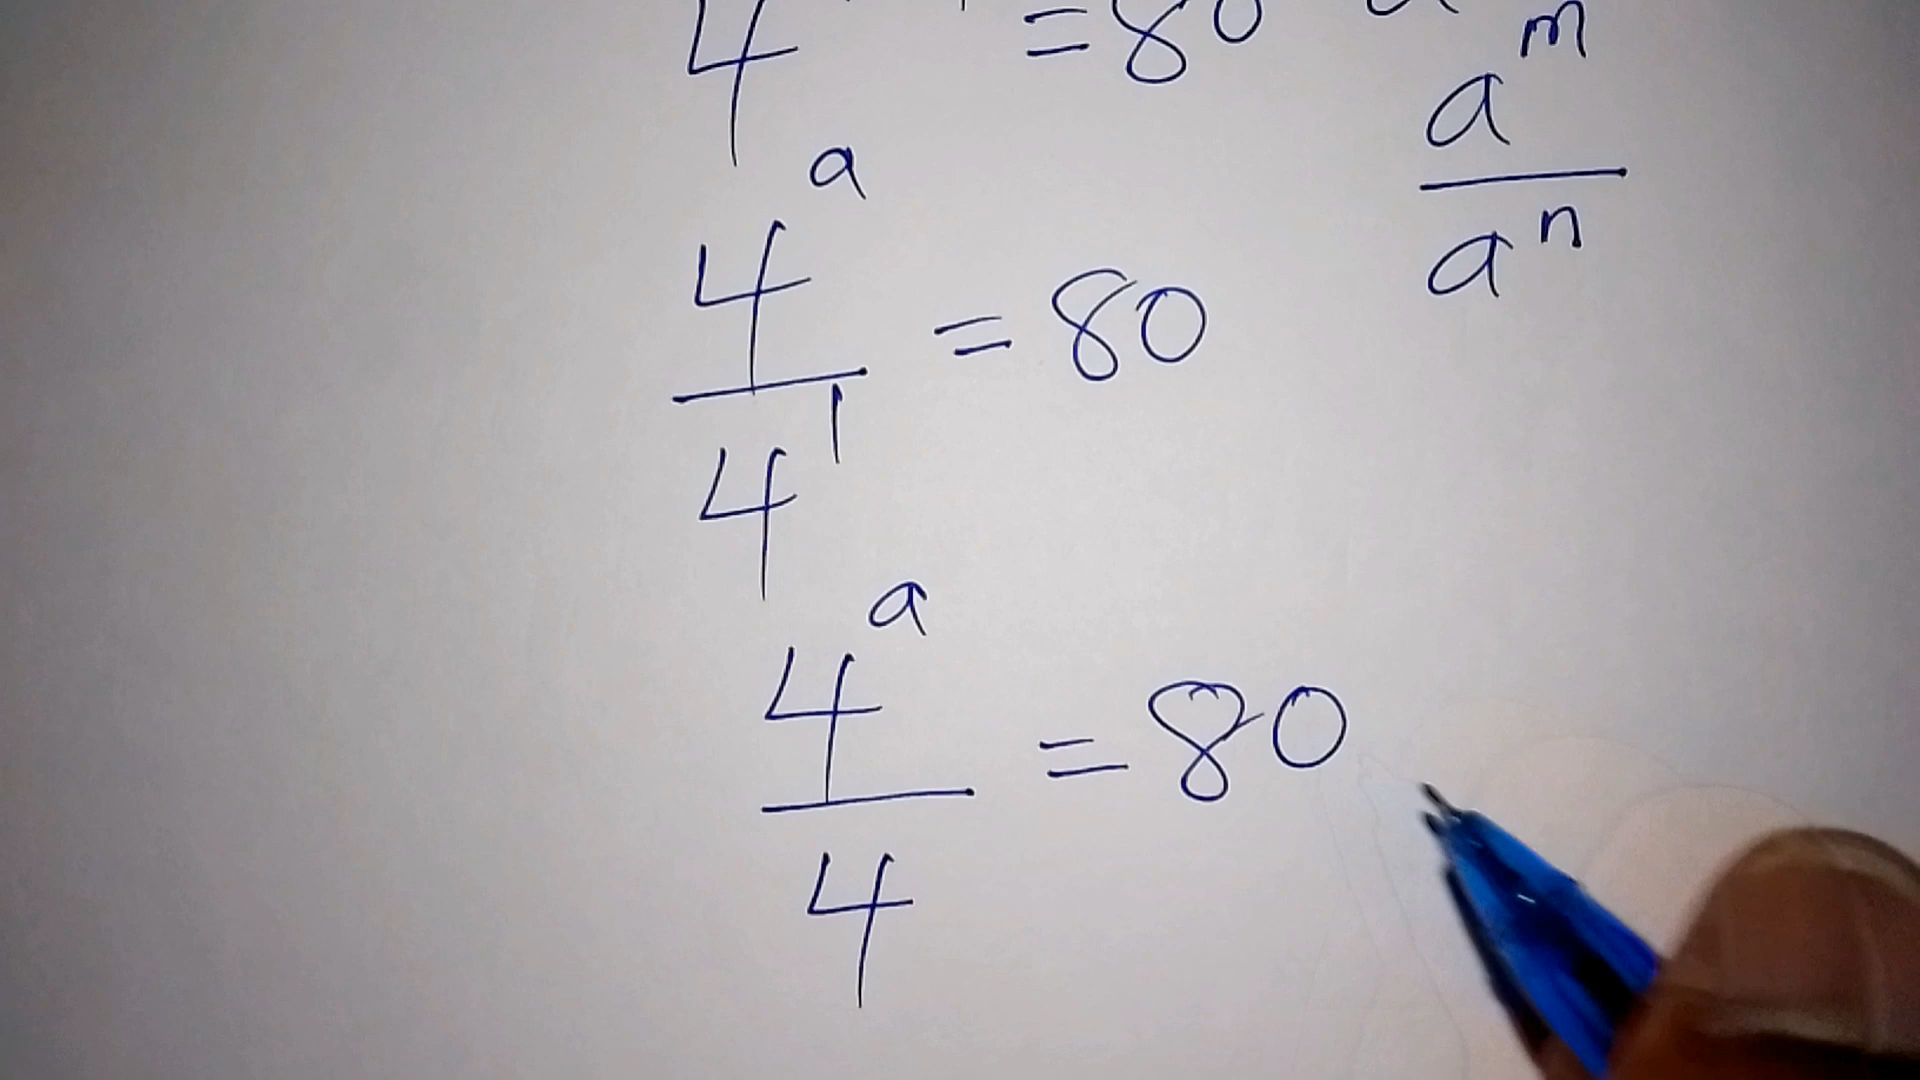 4 = 80
a^m / a^n
4^a / 4^1 = 80
4^a / 4 = 80